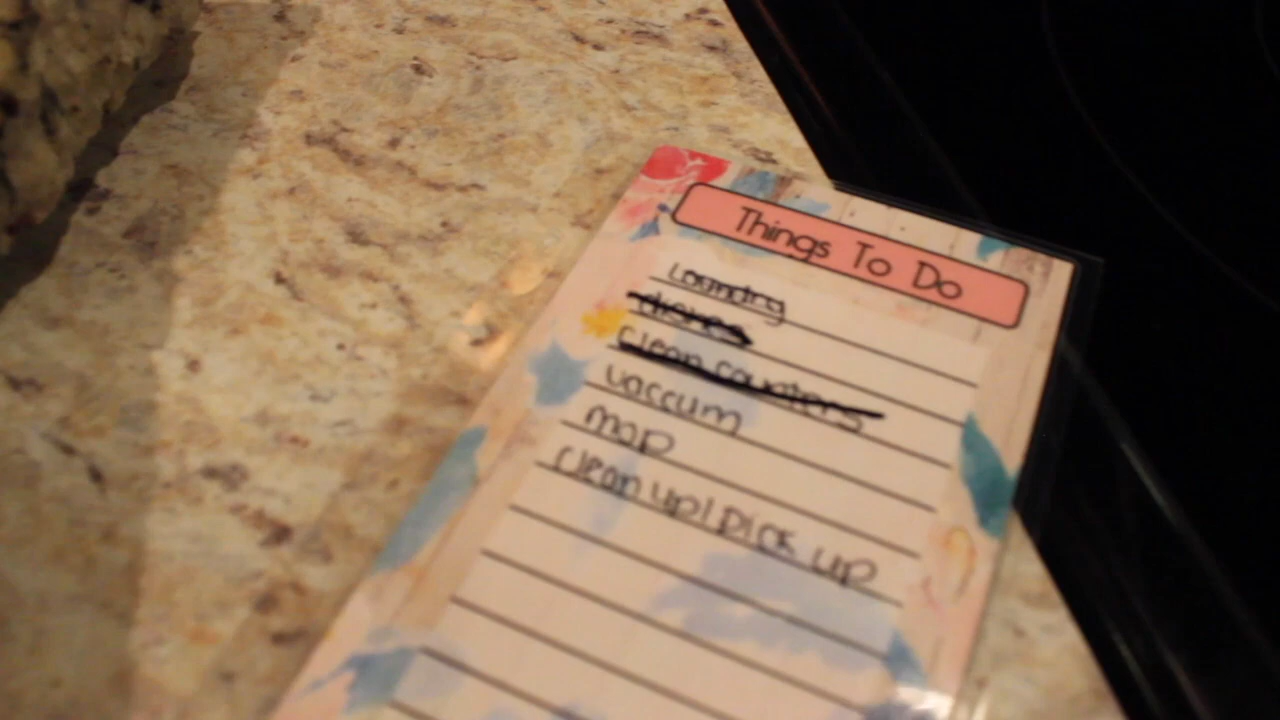 Things To Do
laundry
dishes
clean counters
vaccum
mop
clean up/pick up